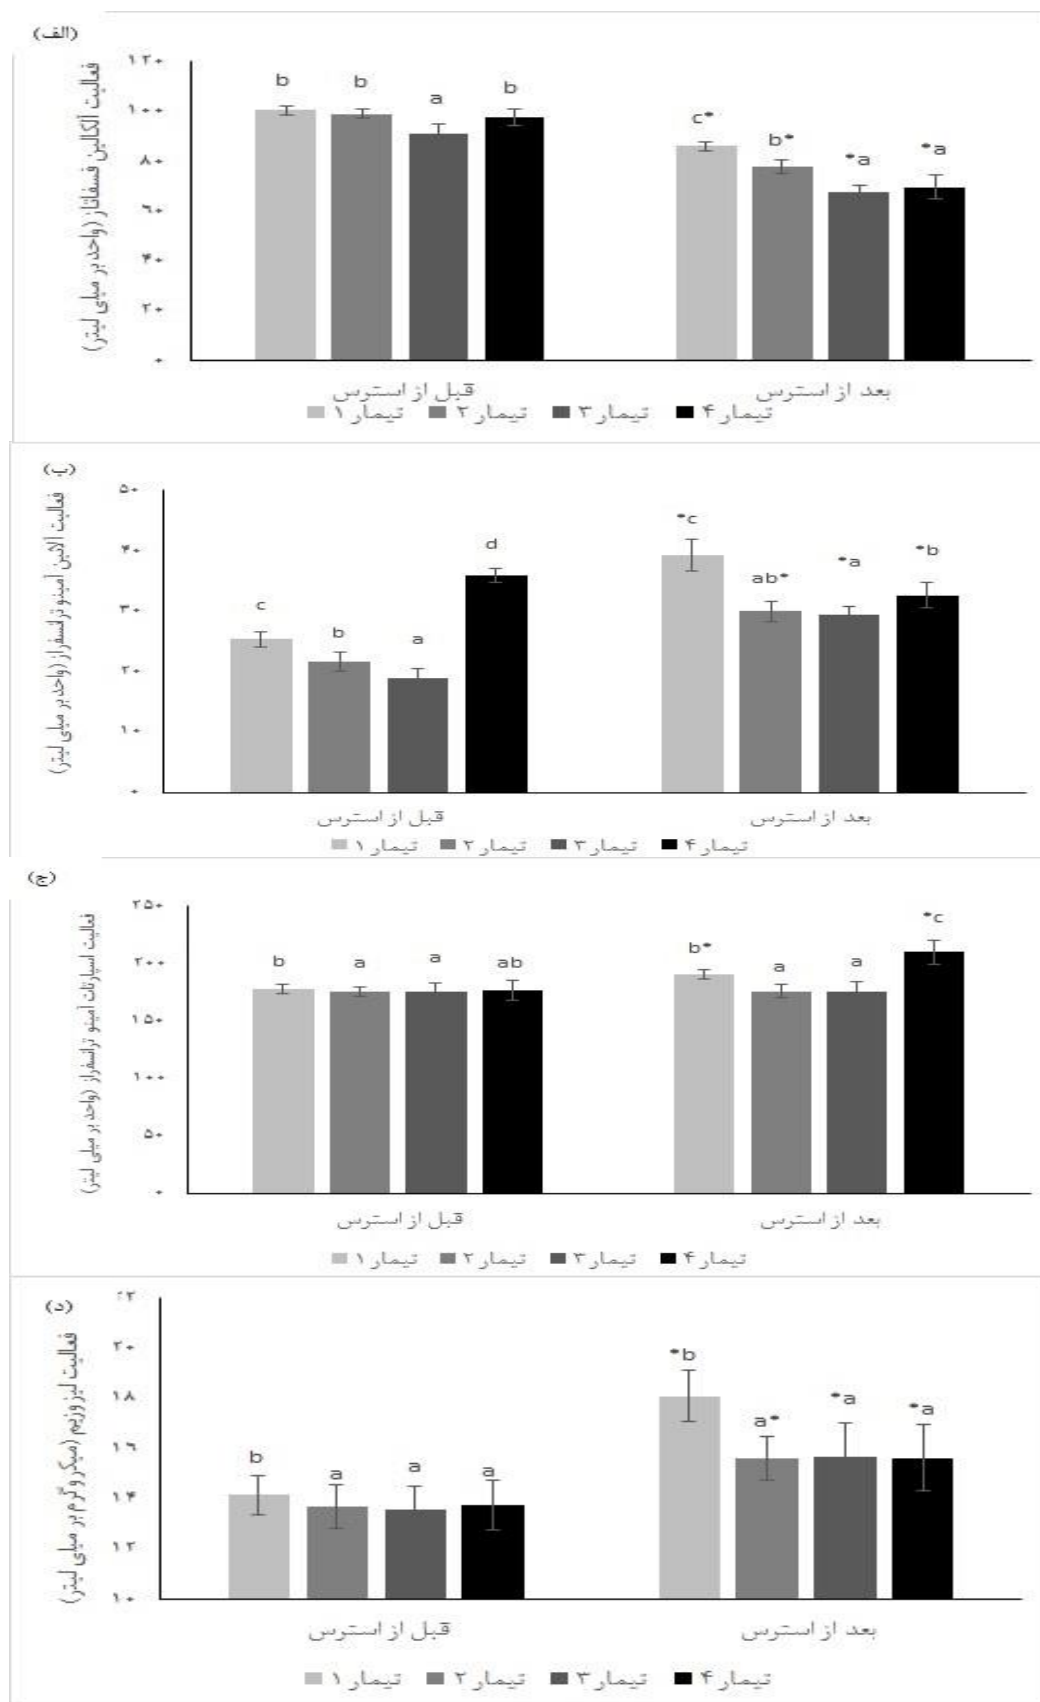 (الف)
فعالیت آلکالین فسفاتاز (واحد بر میلی لیتر)
۱۲۰
۱۰۰
۸۰
۶۰
۴۰
۲۰
۰
b b a b c* b* *a *a
قبل از استرس بعد از استرس
تیمار ۱ تیمار ۲ تیمار ۳ تیمار ۴
(ب)
فعالیت آلانین آمینو ترانسفراز (واحد بر میلی لیتر)
۵۰
۴۰
۳۰
۲۰
۱۰
۰
c b a d *c ab* *a *b
قبل از استرس بعد از استرس
تیمار ۱ تیمار ۲ تیمار ۳ تیمار ۴
(ج)
فعالیت اسپارتات آمینو ترانسفراز (واحد بر میلی لیتر)
۲۵۰
۲۰۰
۱۵۰
۱۰۰
۵۰
۰
b a a ab b* a a *c
قبل از استرس بعد از استرس
تیمار ۱ تیمار ۲ تیمار ۳ تیمار ۴
(د)
فعالیت لیزوزیم (میکروگرم بر میلی لیتر)
۲۲
۲۰
۱۸
۱۶
۱۴
۱۲
۱۰
b a a a *b a* *a *a
قبل از استرس بعد از استرس
تیمار ۱ تیمار ۲ تیمار ۳ تیمار ۴